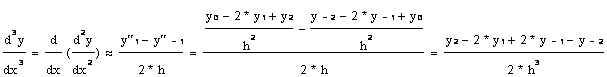 d³y/dx³ = d/dx (d²y/dx²) ≈ (y"₁ − y"₋₁)/(2 * h) = ((y₀ − 2 * y₁ + y₂)/h² − (y₋₂ − 2 * y₋₁ + y₀)/h²)/(2 * h) = (y₂ − 2 * y₁ + 2 * y₋₁ − y₋₂)/(2 * h³)